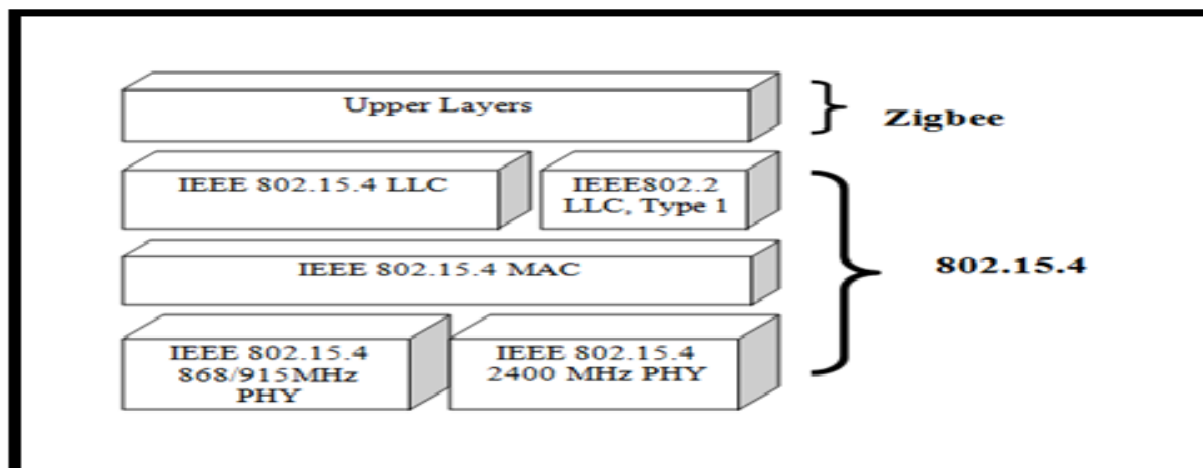 Upper Layers
Zigbee
IEEE 802.15.4 LLC
IEEE802.2
LLC, Type 1
802.15.4
IEEE 802.15.4 MAC
IEEE 802.15.4
868/915MHz
PHY
IEEE 802.15.4
2400 MHz PHY